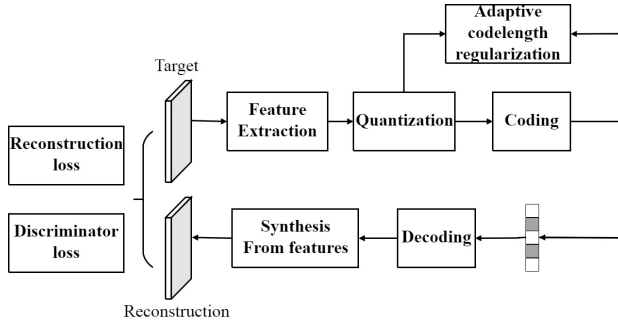 Adaptive
codelength
regularization
Target
Feature
Extraction
Quantization
Coding
Reconstruction
loss
Discriminator
loss
Synthesis
From features
Decoding
Reconstruction